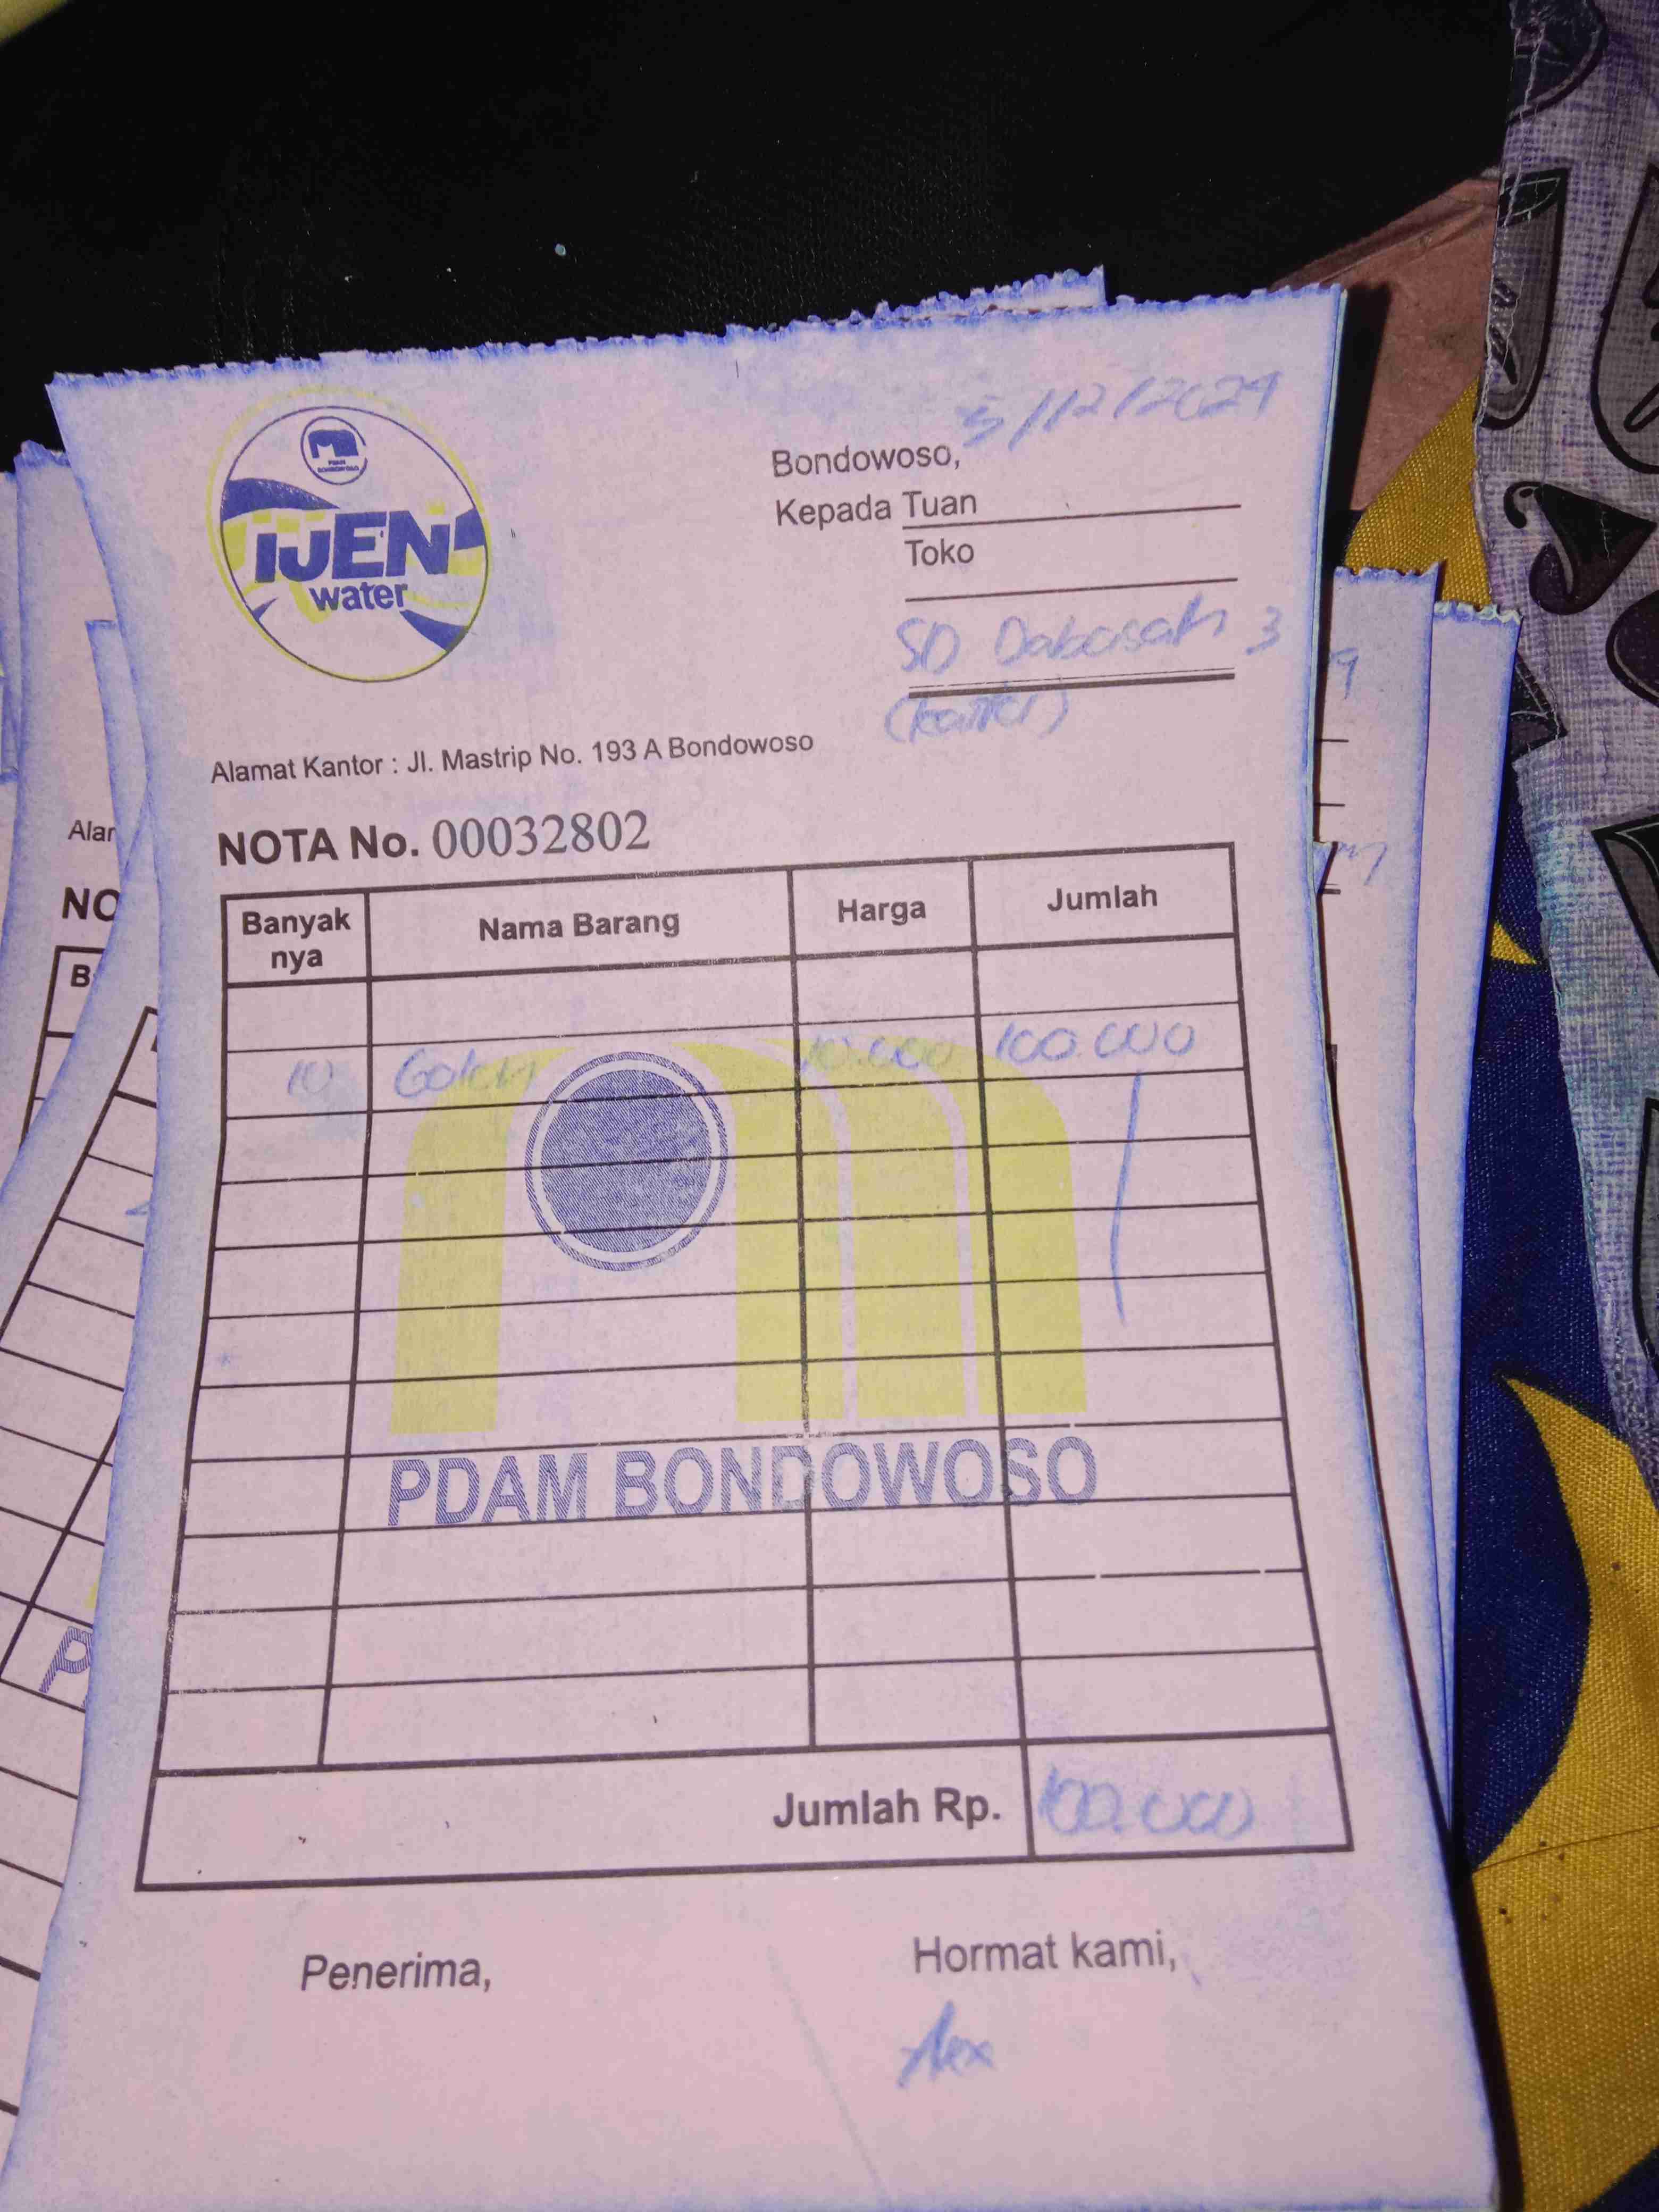 PDAM
BONDOWOSO
IJEN
water
Bondowoso, 3/12/2024
Kepada Tuan
Toko
SD Dabasah 3
Alamat Kantor : Jl. Mastrip No. 193 A Bondowoso
NOTA No. 00032802
Banyak nya Nama Barang Harga Jumlah
10 Galon 10.000 100.000
PDAM BONDOWOSO
Jumlah Rp. 100.000
Penerima, Hormat kami,
Alex
Alar
NO
B
P